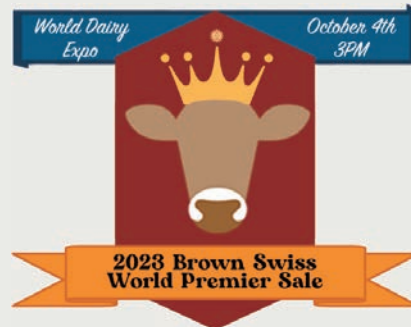 World Dairy
Expo
October 4th
3PM
2023 Brown Swiss
World Premier Sale